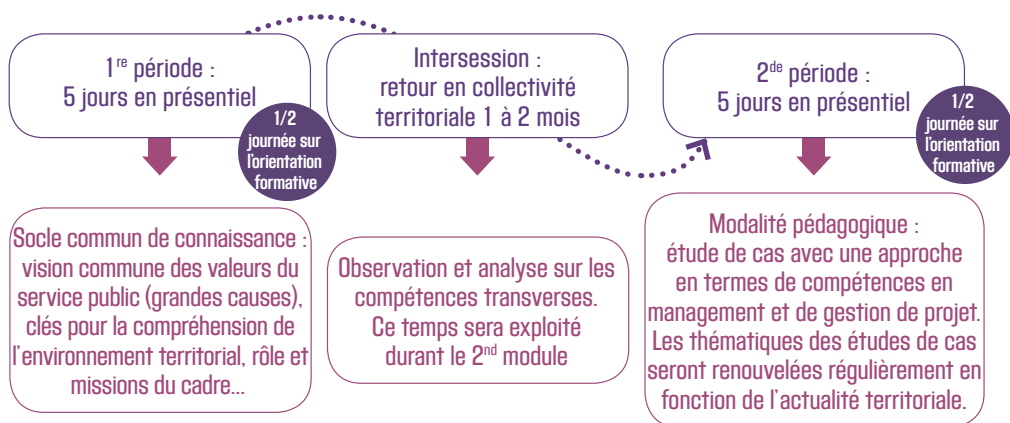 1re période :
5 jours en présentiel
1/2
journée sur
l'orientation
formative
Intersession :
retour en collectivité
territoriale 1 à 2 mois
2de période :
5 jours en présentiel
1/2
journée sur
l'orientation
formative
Socle commun de connaissance :
vision commune des valeurs du
service public (grandes causes),
clés pour la compréhension de
l'environnement territorial, rôle et
missions du cadre...
Observation et analyse sur les
compétences transverses.
Ce temps sera exploité
durant le 2nd module
Modalité pédagogique :
étude de cas avec une approche
en termes de compétences en
management et de gestion de projet.
Les thématiques des études de cas
seront renouvelées régulièrement en
fonction de l'actualité territoriale.